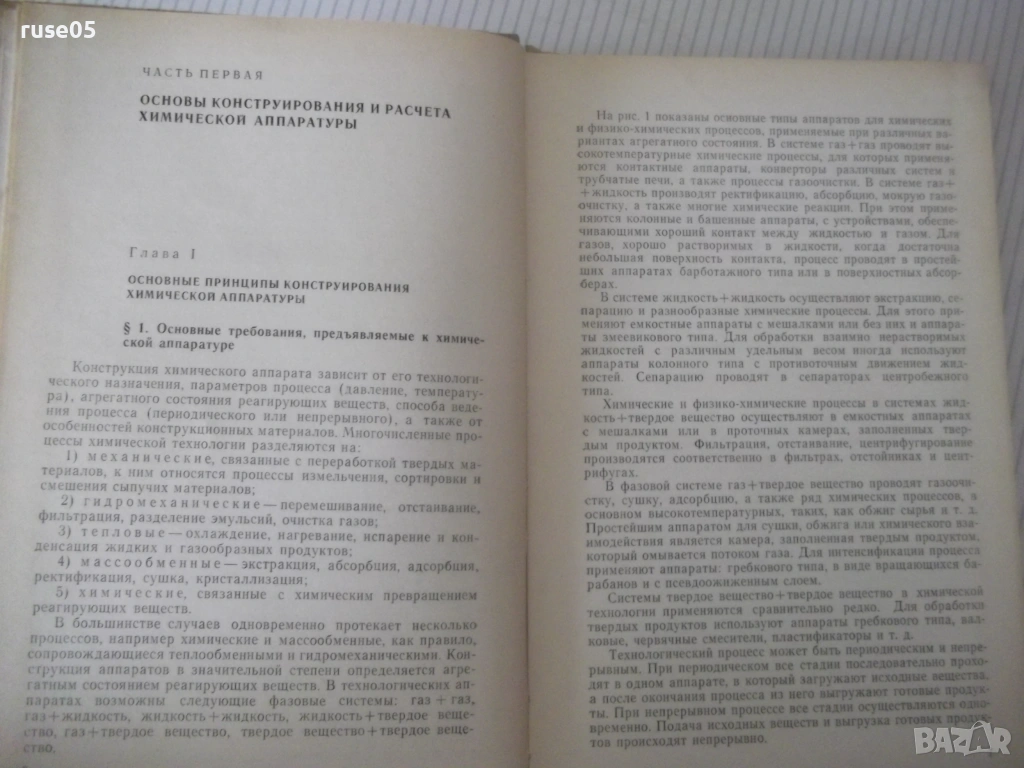 ruse05
ЧАСТЬ ПЕРВАЯ
ОСНОВЫ КОНСТРУИРОВАНИЯ И РАСЧЕТА
ХИМИЧЕСКОЙ АППАРАТУРЫ
Глава I
ОСНОВНЫЕ ПРИНЦИПЫ КОНСТРУИРОВАНИЯ
ХИМИЧЕСКОЙ АППАРАТУРЫ
§ 1. Основные требования, предъявляемые к химиче-
ской аппаратуре
Конструкция химического аппарата зависит от его технологи-
ческого назначения, параметров процесса (давление, температу-
ра), агрегатного состояния реагирующих веществ, способа веде-
ния процесса (периодического или непрерывного), а также от
особенностей конструкционных материалов. Многочисленные про-
цессы химической технологии разделяются на:
1) механические, связанные с переработкой твердых ма-
териалов, к ним относятся процессы измельчения, сортировки и
смешения сыпучих материалов;
2) гидромеханические — перемешивание, отстаивание,
фильтрация, разделение эмульсий, очистка газов;
3) тепловые — охлаждение, нагревание, испарение и кон-
денсация жидких и газообразных продуктов;
4) массообменные — экстракция, абсорбция, адсорбция,
ректификация, сушка, кристаллизация;
5) химические, связанные с химическим превращением
реагирующих веществ.
В большинстве случаев одновременно протекает несколько
процессов, например химические и массообменные, как правило,
сопровождающиеся теплообменными и гидромеханическими. Кон-
струкция аппаратов в значительной степени определяется агре-
гатным состоянием реагирующих веществ. В технологических ап-
паратах возможны следующие фазовые системы: газ+газ,
газ+жидкость, жидкость+жидкость, жидкость+твердое веще-
ство, газ+твердое вещество, твердое вещество+твердое веще-
ство.
На рис. 1 показаны основные типы аппаратов для химических
и физико-химических процессов, применяемые при различных ва-
риантах агрегатного состояния. В системе газ+газ проводят вы-
сокотемпературные химические процессы, для которых применя-
ются контактные аппараты, конверторы различных систем и
трубчатые печи, а также процессы газоочистки. В системе газ+
+жидкость производят ректификацию, абсорбцию, мокрую газо-
очистку, а также многие химические реакции. При этом приме-
няются колонные и башенные аппараты, с устройствами, обеспе-
чивающими хороший контакт между жидкостью и газом. Для
газов, хорошо растворимых в жидкости, когда достаточна
небольшая поверхность контакта, процесс проводят в простей-
ших аппаратах барботажного типа или в поверхностных абсор-
берах.
В системе жидкость+жидкость осуществляют экстракцию, се-
парацию и разнообразные химические процессы. Для этого при-
меняют емкостные аппараты с мешалками или без них и аппара-
ты змеевикового типа. Для обработки взаимно нерастворимых
жидкостей с различным удельным весом иногда используют
аппараты колонного типа с противоточным движением жид-
костей. Сепарацию проводят в сепараторах центробежного
типа.
Химические и физико-химические процессы в системах жид-
кость+твердое вещество осуществляют в емкостных аппаратах
с мешалками или в проточных камерах, заполненных твер-
дым продуктом. Фильтрация, отстаивание, центрифугирование
производятся соответственно в фильтрах, отстойниках и цент-
рифугах.
В фазовой системе газ+твердое вещество проводят газоочи-
стку, сушку, адсорбцию, а также ряд химических процессов, в
основном высокотемпературных, таких, как обжиг сырья и т. д.
Простейшим аппаратом для сушки, обжига или химического вза-
имодействия является камера, заполненная твердым продуктом,
который омывается потоком газа. Для интенсификации процесса
применяют аппараты: гребкового типа, в виде вращающихся ба-
рабанов и с псевдоожиженным слоем.
Системы твердое вещество+твердое вещество в химической
технологии применяются сравнительно редко. Для обработки
твердых продуктов используют аппараты гребкового типа, вал-
ковые, червячные смесители, пластификаторы и т. д.
Технологический процесс может быть периодическим и непре-
рывным. При периодическом все стадии последовательно прохо-
дят в одном аппарате, в который загружают исходные вещества,
а после окончания процесса из него выгружают готовые продук-
ты. При непрерывном процессе все стадии осуществляются одно-
временно. Подача исходных веществ и выгрузка готовых продук-
тов происходят непрерывно.
BAZAR